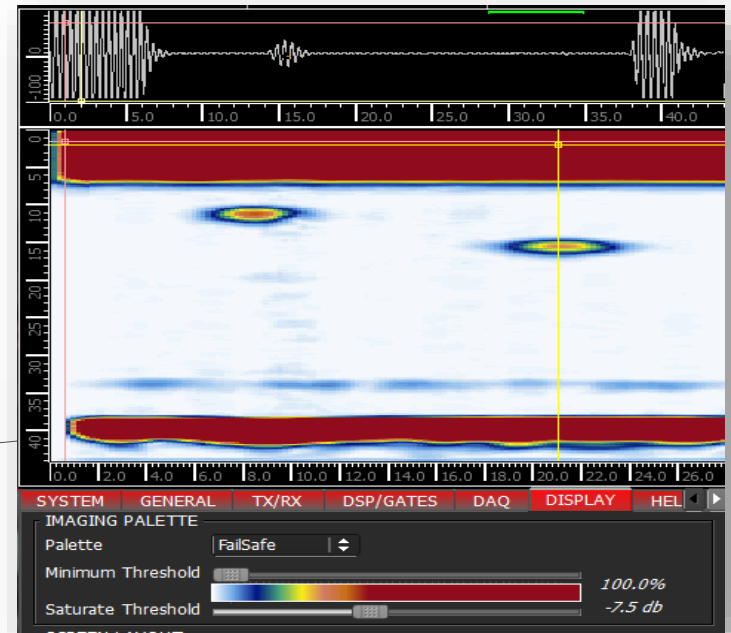 0
-100
0.0 5.0 10.0 15.0 20.0 25.0 30.0 35.0 40.0
0
5
10
15
20
25
30
35
40
0.0 2.0 4.0 6.0 8.0 10.0 12.0 14.0 16.0 18.0 20.0 22.0 24.0 26.0
SYSTEM GENERAL TX/RX DSP/GATES DAQ DISPLAY HEL
IMAGING PALETTE
Palette FailSafe
Minimum Threshold
100.0%
Saturate Threshold -7.5 db